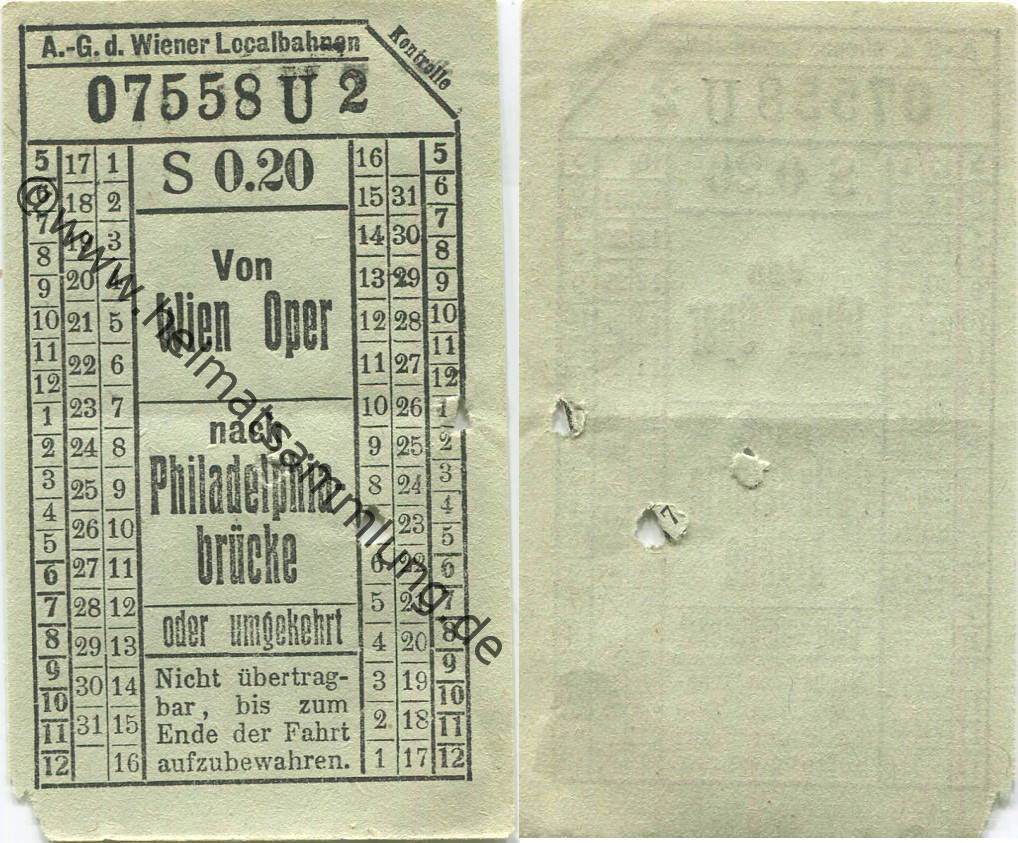 A.-G. d. Wiener Localbahnen
Kontrolle
07558 U 2
S 0.20
Von
Wien Oper
nach
Philadelphia
brücke
oder umgekehrt
Nicht übertrag-
bar, bis zum
Ende der Fahrt
aufzubewahren.
5 6 7 8 9 10 11 12 1 2 3 4 5 6 7 8 9 10 11 12
17 18 19 20 21 22 23 24 25 26 27 28 29 30 31
1 2 3 4 5 6 7 8 9 10 11 12 13 14 15 16
16 15 14 13 12 11 10 9 8 6 5 4 3 2 1
31 30 29 28 27 26 25 24 23 22 21 20 19 18 17
5 6 7 8 9 10 11 12 1 2 3 4 5 6 7 8 9 10 11 12
©www.heimatsammlung.de
7